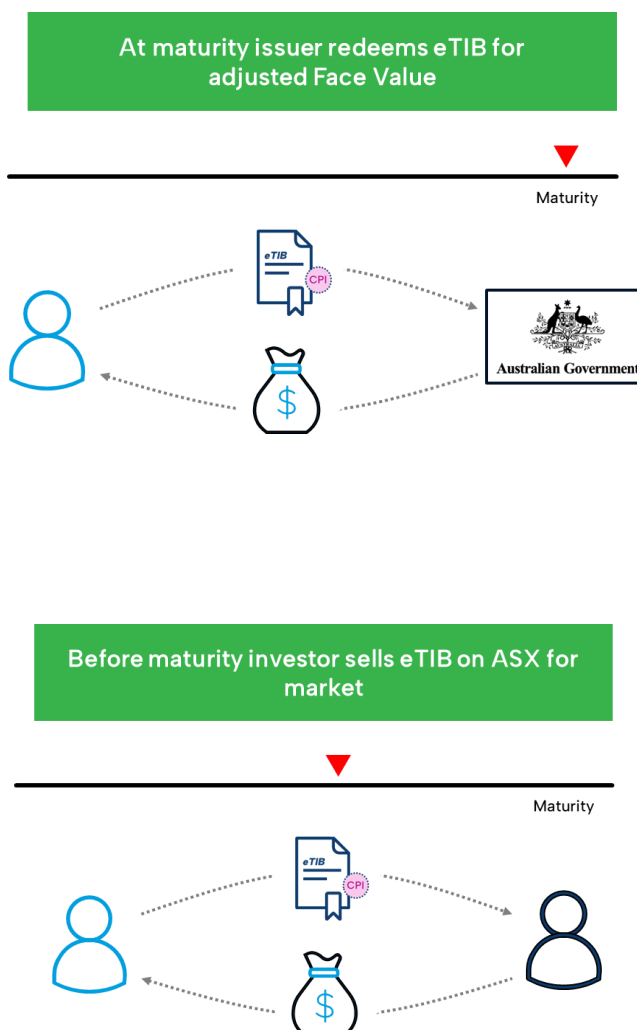 At maturity issuer redeems eTIB for
adjusted Face Value
Maturity
eTIB
CPI
$
Australian Government
Before maturity investor sells eTIB on ASX for
market
Maturity
eTIB
CPI
$